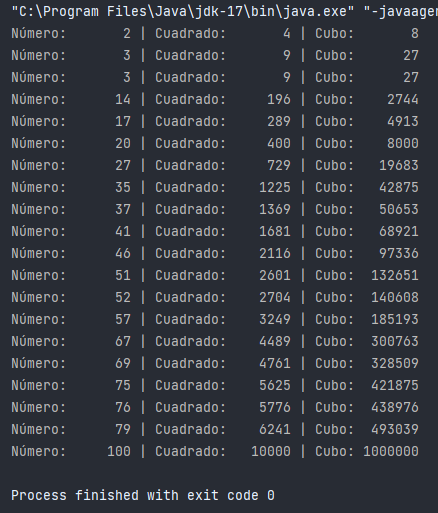 "C:\Program Files\Java\jdk-17\bin\java.exe" "-javaagen
Número:       2 | Cuadrado:       4 | Cubo:       8
Número:       3 | Cuadrado:       9 | Cubo:      27
Número:       3 | Cuadrado:       9 | Cubo:      27
Número:      14 | Cuadrado:     196 | Cubo:    2744
Número:      17 | Cuadrado:     289 | Cubo:    4913
Número:      20 | Cuadrado:     400 | Cubo:    8000
Número:      27 | Cuadrado:     729 | Cubo:   19683
Número:      35 | Cuadrado:    1225 | Cubo:   42875
Número:      37 | Cuadrado:    1369 | Cubo:   50653
Número:      41 | Cuadrado:    1681 | Cubo:   68921
Número:      46 | Cuadrado:    2116 | Cubo:   97336
Número:      51 | Cuadrado:    2601 | Cubo:  132651
Número:      52 | Cuadrado:    2704 | Cubo:  140608
Número:      57 | Cuadrado:    3249 | Cubo:  185193
Número:      67 | Cuadrado:    4489 | Cubo:  300763
Número:      69 | Cuadrado:    4761 | Cubo:  328509
Número:      75 | Cuadrado:    5625 | Cubo:  421875
Número:      76 | Cuadrado:    5776 | Cubo:  438976
Número:      79 | Cuadrado:    6241 | Cubo:  493039
Número:     100 | Cuadrado:   10000 | Cubo: 1000000
Process finished with exit code 0